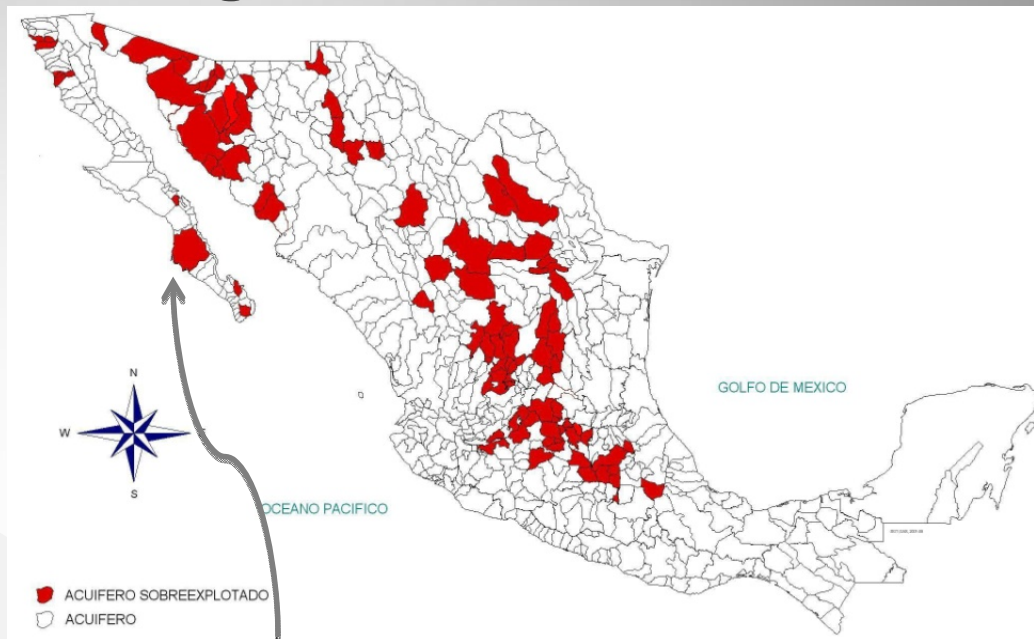 N
W
S
GOLFO DE MEXICO
OCEANO PACIFICO
ACUIFERO SOBREEXPLOTADO
ACUIFERO